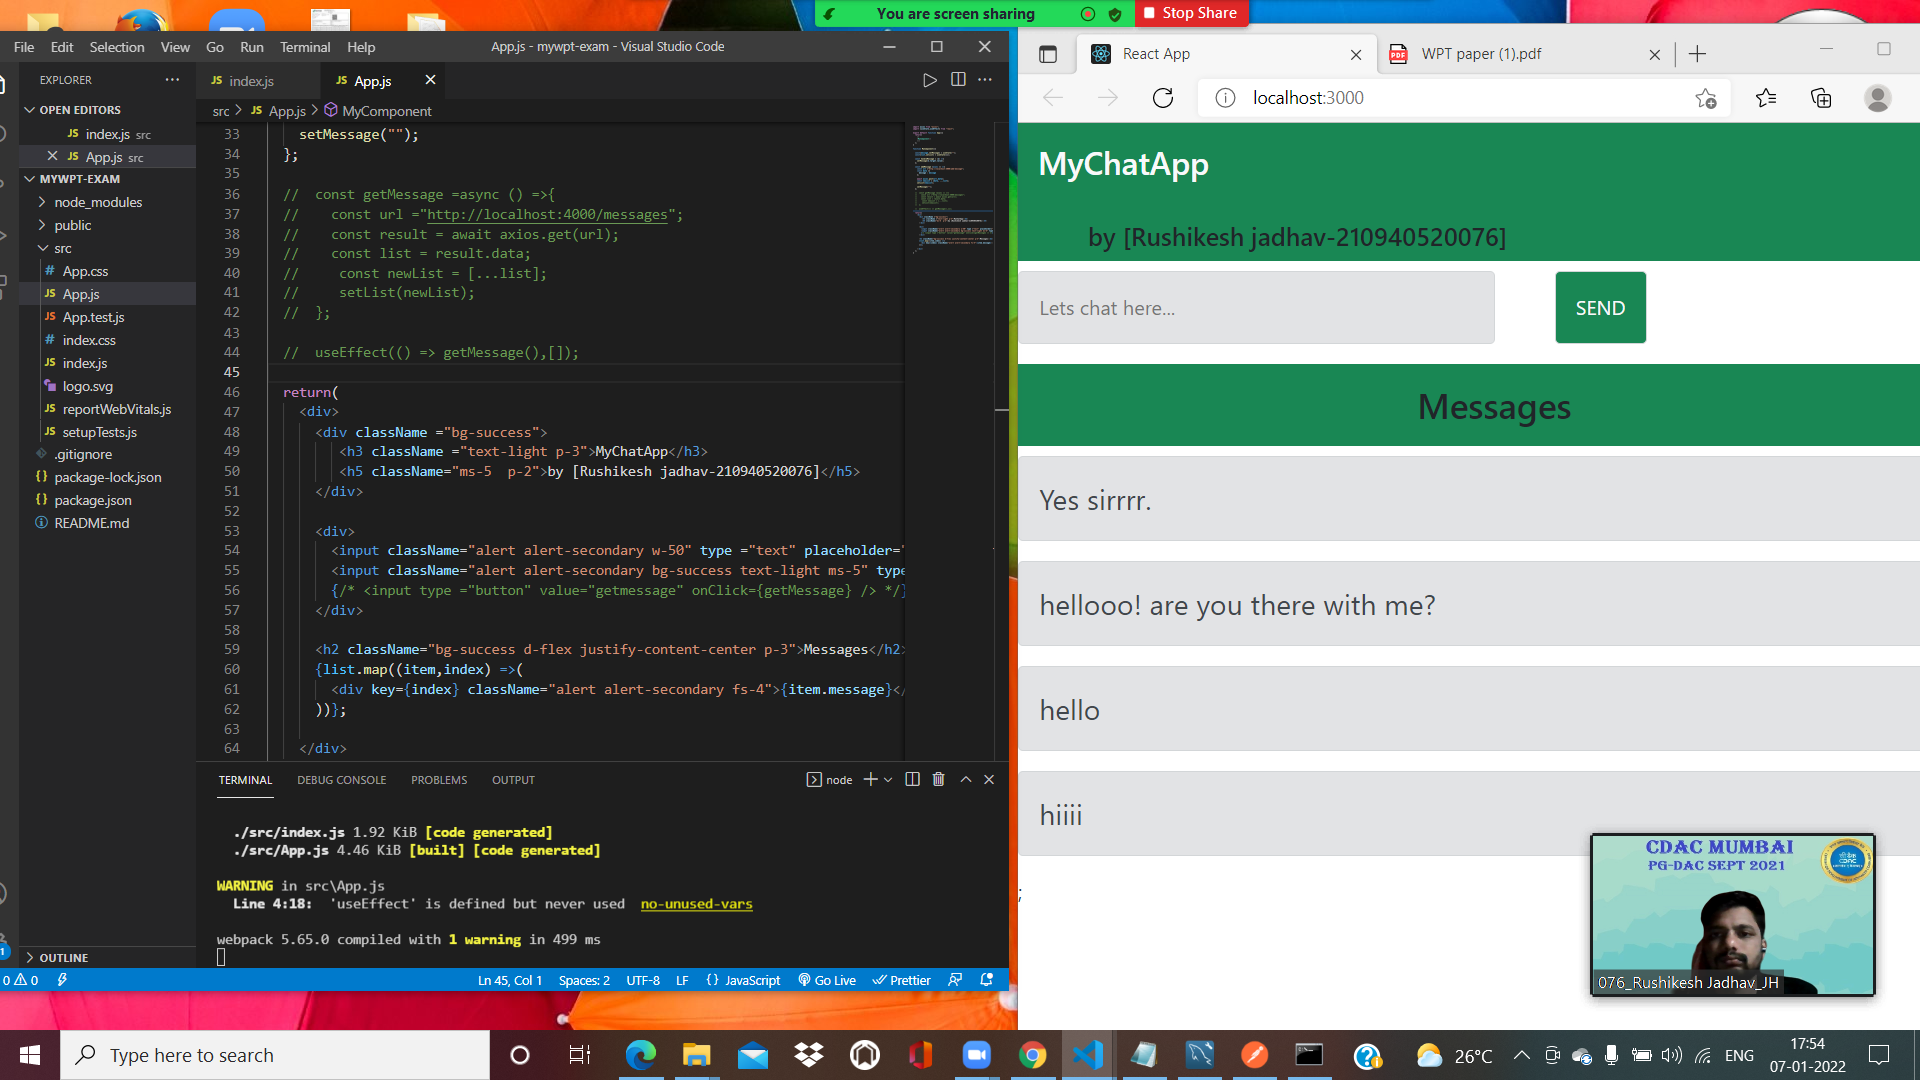 You are screen sharing
Stop Share
File Edit Selection View Go Run Terminal Help
App.js - mywpt-exam - Visual Studio Code
EXPLORER
OPEN EDITORS
JS index.js src
JS App.js src
MYWPT-EXAM
node_modules
public
src
# App.css
JS App.js
JS App.test.js
# index.css
JS index.js
logo.svg
JS reportWebVitals.js
JS setupTests.js
.gitignore
{} package-lock.json
{} package.json
README.md
OUTLINE
JS index.js
JS App.js
src > JS App.js > MyComponent
33 setMessage("");
34 };
35
36 // const getMessage =async () =>{
37 // const url ="http://localhost:4000/messages";
38 // const result = await axios.get(url);
39 // const list = result.data;
40 // const newList = [...list];
41 // setList(newList);
42 // };
43
44 // useEffect(() => getMessage(),[]);
45
46 return(
47 <div>
48 <div className ="bg-success">
49 <h3 className ="text-light p-3">MyChatApp</h3>
50 <h5 className="ms-5  p-2">by [Rushikesh jadhav-210940520076]</h5>
51 </div>
52
53 <div>
54 <input className="alert alert-secondary w-50" type ="text" placeholder="
55 <input className="alert alert-secondary bg-success text-light ms-5" type
56 {/* <input type ="button" value="getmessage" onClick={getMessage} /> */}
57 </div>
58
59 <h2 className="bg-success d-flex justify-content-center p-3">Messages</h2>
60 {list.map((item,index) =>(
61 <div key={index} className="alert alert-secondary fs-4">{item.message}</
62 ))};
63
64 </div>
TERMINAL DEBUG CONSOLE PROBLEMS OUTPUT
node
./src/index.js 1.92 KiB [code generated]
./src/App.js 4.46 KiB [built] [code generated]
WARNING in src\App.js
Line 4:18:  'useEffect' is defined but never used  no-unused-vars
webpack 5.65.0 compiled with 1 warning in 499 ms
1
0 0
Ln 45, Col 1 Spaces: 2 UTF-8 LF {} JavaScript Go Live Prettier
React App
PDF WPT paper (1).pdf
localhost:3000
MyChatApp
by [Rushikesh jadhav-210940520076]
Lets chat here...
SEND
Messages
Yes sirrrr.
hellooo! are you there with me?
hello
hiiii
;
CDAC MUMBAI
PG-DAC SEPT 2021
076_Rushikesh Jadhav_JH
Type here to search
26°C
ENG
17:54
07-01-2022